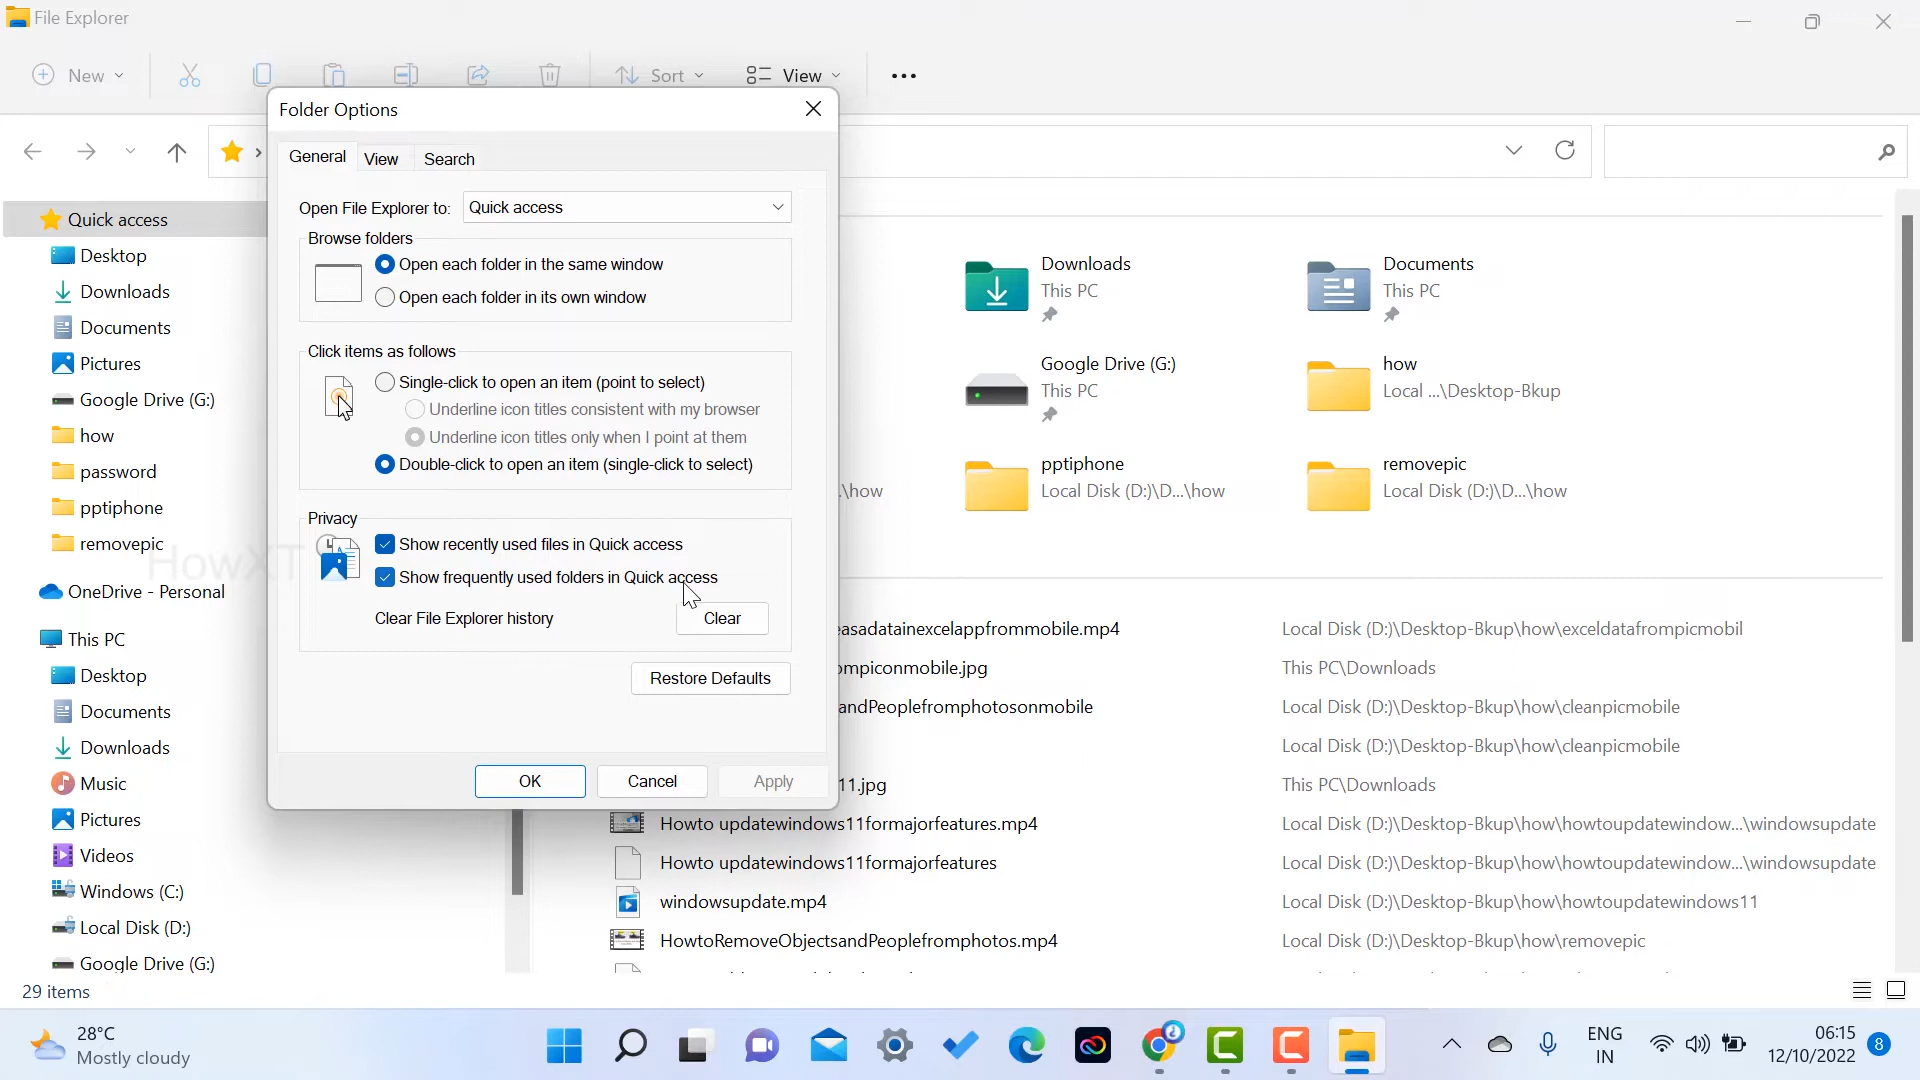 File Explorer
New
Sort
View
Folder Options
General
View
Search
Open File Explorer to:
Quick access
Browse folders
Open each folder in the same window
Open each folder in its own window
Click items as follows
Single-click to open an item (point to select)
Underline icon titles consistent with my browser
Underline icon titles only when I point at them
Double-click to open an item (single-click to select)
Privacy
Show recently used files in Quick access
Show frequently used folders in Quick access
Clear File Explorer history
Clear
Restore Defaults
OK
Cancel
Apply
Quick access
Desktop
Downloads
Documents
Pictures
Google Drive (G:)
how
password
pptiphone
removepic
HowXT
OneDrive - Personal
This PC
Desktop
Documents
Downloads
Music
Pictures
Videos
Windows (C:)
Local Disk (D:)
Google Drive (G:)
Downloads
This PC
Documents
This PC
Google Drive (G:)
This PC
how
Local ...\Desktop-Bkup
.\how
pptiphone
Local Disk (D:)\D...\how
removepic
Local Disk (D:)\D...\how
easadatainexcelappfrommobile.mp4
Local Disk (D:)\Desktop-Bkup\how\exceldatafrompicmobil
ompiconmobile.jpg
This PC\Downloads
andPeoplefromphotosonmobile
Local Disk (D:)\Desktop-Bkup\how\cleanpicmobile
Local Disk (D:)\Desktop-Bkup\how\cleanpicmobile
11.jpg
This PC\Downloads
Howto updatewindows11formajorfeatures.mp4
Local Disk (D:)\Desktop-Bkup\how\howtoupdatewindow...\windowsupdate
Howto updatewindows11formajorfeatures
Local Disk (D:)\Desktop-Bkup\how\howtoupdatewindow...\windowsupdate
windowsupdate.mp4
Local Disk (D:)\Desktop-Bkup\how\howtoupdatewindows11
HowtoRemoveObjectsandPeoplefromphotos.mp4
Local Disk (D:)\Desktop-Bkup\how\removepic
29 items
28°C
Mostly cloudy
ENG
IN
06:15
12/10/2022
8